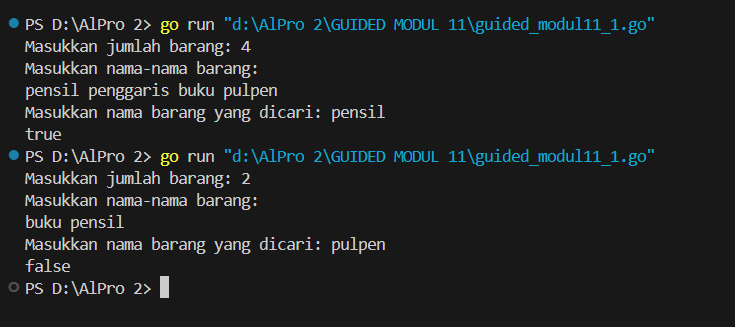 PS D:\AlPro 2> go run "d:\AlPro 2\GUIDED MODUL 11\guided_modul11_1.go"
Masukkan jumlah barang: 4
Masukkan nama-nama barang:
pensil penggaris buku pulpen
Masukkan nama barang yang dicari: pensil
true
PS D:\AlPro 2> go run "d:\AlPro 2\GUIDED MODUL 11\guided_modul11_1.go"
Masukkan jumlah barang: 2
Masukkan nama-nama barang:
buku pensil
Masukkan nama barang yang dicari: pulpen
false
PS D:\AlPro 2>